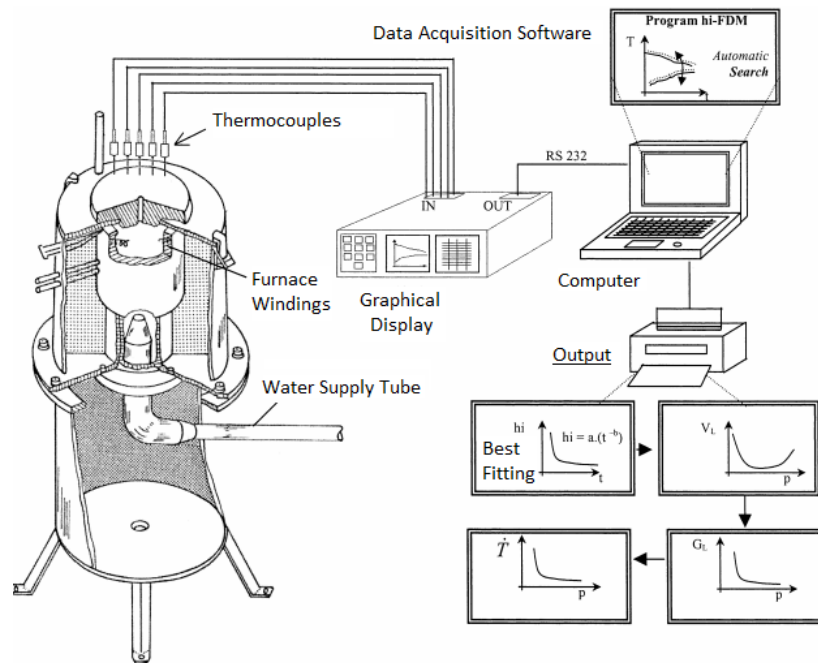 Program hi-FDM
T
Automatic
Search
t
Data Acquisition Software
Thermocouples
RS 232
IN
OUT
Furnace
Windings
Graphical
Display
Computer
Output
Water Supply Tube
hi
hi = a.(t⁻ᵇ)
Best
Fitting
t
V_L
p
Ṫ
p
G_L
p